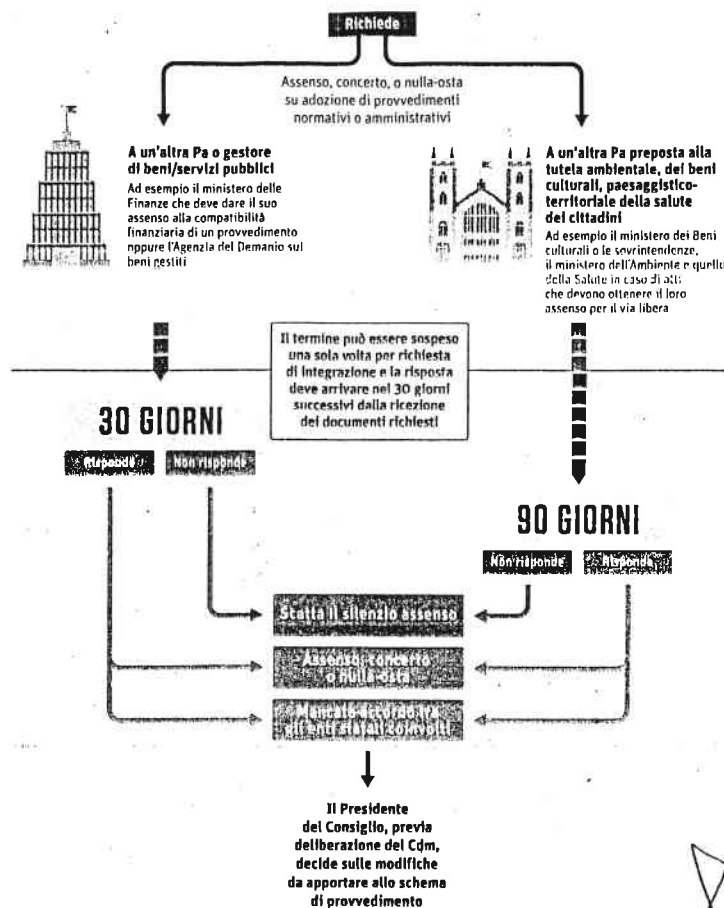 Richiede
Assenso, concerto, o nulla-osta
su adozione di provvedimenti
normativi o amministrativi
A un'altra Pa o gestore
di beni/servizi pubblici
Ad esempio il ministero delle
Finanze che deve dare il suo
assenso alla compatibilità
finanziaria di un provvedimento
oppure l'Agenzia del Demanio sui
beni gestiti
A un'altra Pa preposta alla
tutela ambientale, dei beni
culturali, paesaggistico-
territoriale della salute
dei cittadini
Ad esempio il ministero dei Beni
culturali o le sovrintendenze,
il ministero dell'Ambiente e quello
della Salute in caso di atti
che devono ottenere il loro
assenso per il via libera
Il termine può essere sospeso
una sola volta per richiesta
di integrazione e la risposta
deve arrivare nei 30 giorni
successivi dalla ricezione
dei documenti richiesti
30 GIORNI
Risponde
Non risponde
90 GIORNI
Non risponde
Risponde
Scatta il silenzio assenso
Assenso, concerto
o nulla-osta
Mancato accordo tra
gli enti statali coinvolti
Il Presidente
del Consiglio, previa
deliberazione del Cdm,
decide sulle modifiche
da apportare allo schema
di provvedimento